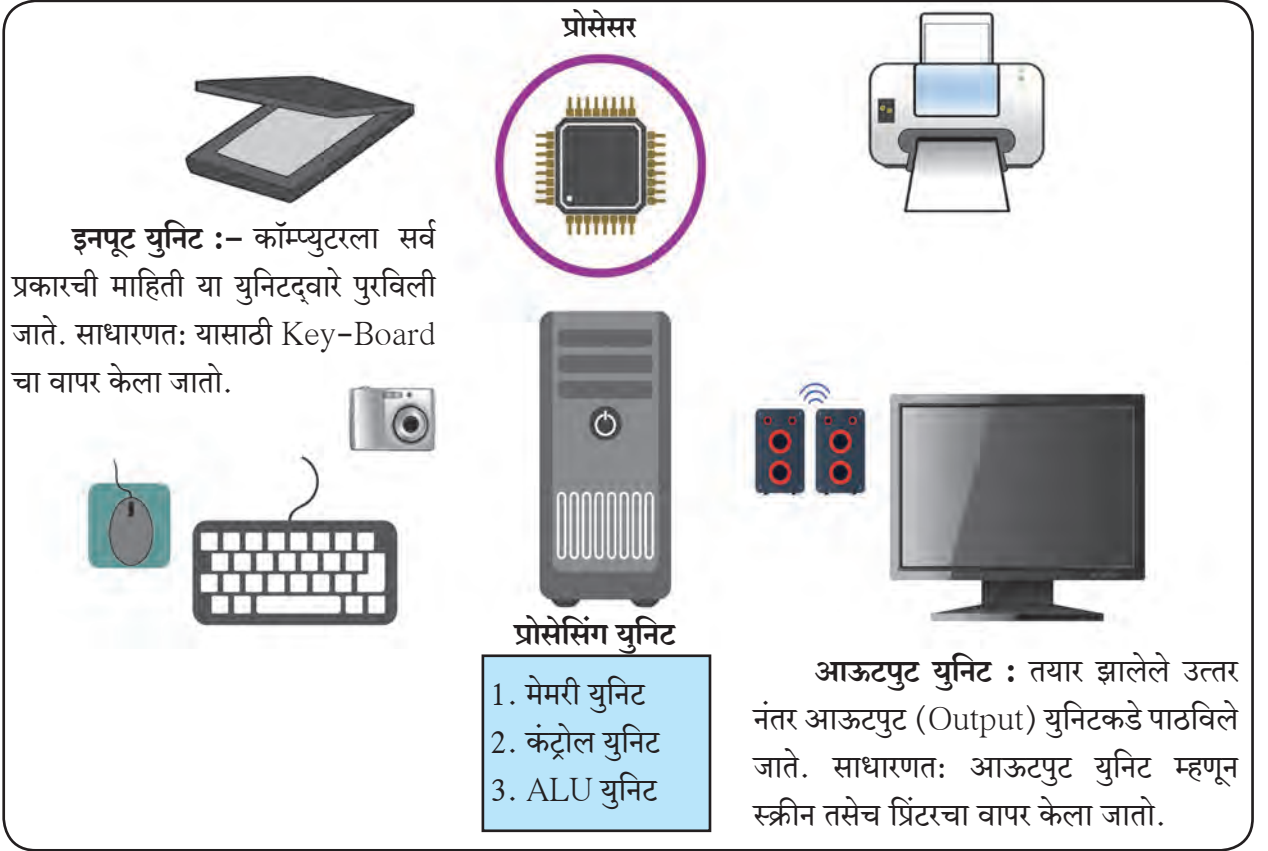 प्रोसेसर
इनपूट युनिट :– कॉम्प्युटरला सर्व
प्रकारची माहिती या युनिटद्‌वारे पुरविली
जाते. साधारणत: यासाठी Key–Board
चा वापर केला जातो.
प्रोसेसिंग युनिट
1. मेमरी युनिट
2. कंट्रोल युनिट
3. ALU युनिट
आऊटपुट युनिट : तयार झालेले उत्तर
नंतर आऊटपुट (Output) युनिटकडे पाठविले
जाते. साधारणत: आऊटपुट युनिट म्हणून
स्क्रीन तसेच प्रिंटरचा वापर केला जातो.